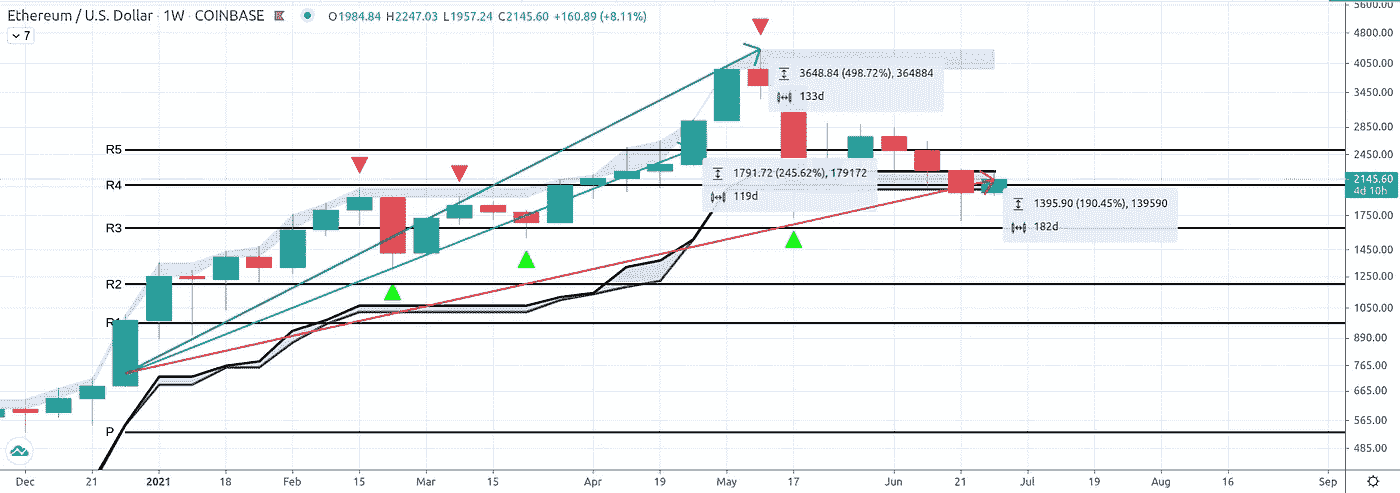 Ethereum / U.S. Dollar · 1W · COINBASE O1984.84 H2247.03 L1957.24 C2145.60 +160.89 (+8.11%)
7
5600.00
4800.00
4050.00
3450.00
2850.00
2450.00
2145.60
4d 10h
1750.00
1450.00
1250.00
1050.00
890.00
765.00
665.00
565.00
485.00
3648.84 (498.72%), 364884
133d
1791.72 (245.62%), 179172
119d
1395.90 (190.45%), 139590
182d
R5
R4
R3
R2
R1
P
Dec 21 2021 18 Feb 15 Mar 15 Apr 19 May 17 Jun 21 Jul 19 Aug 16 Sep